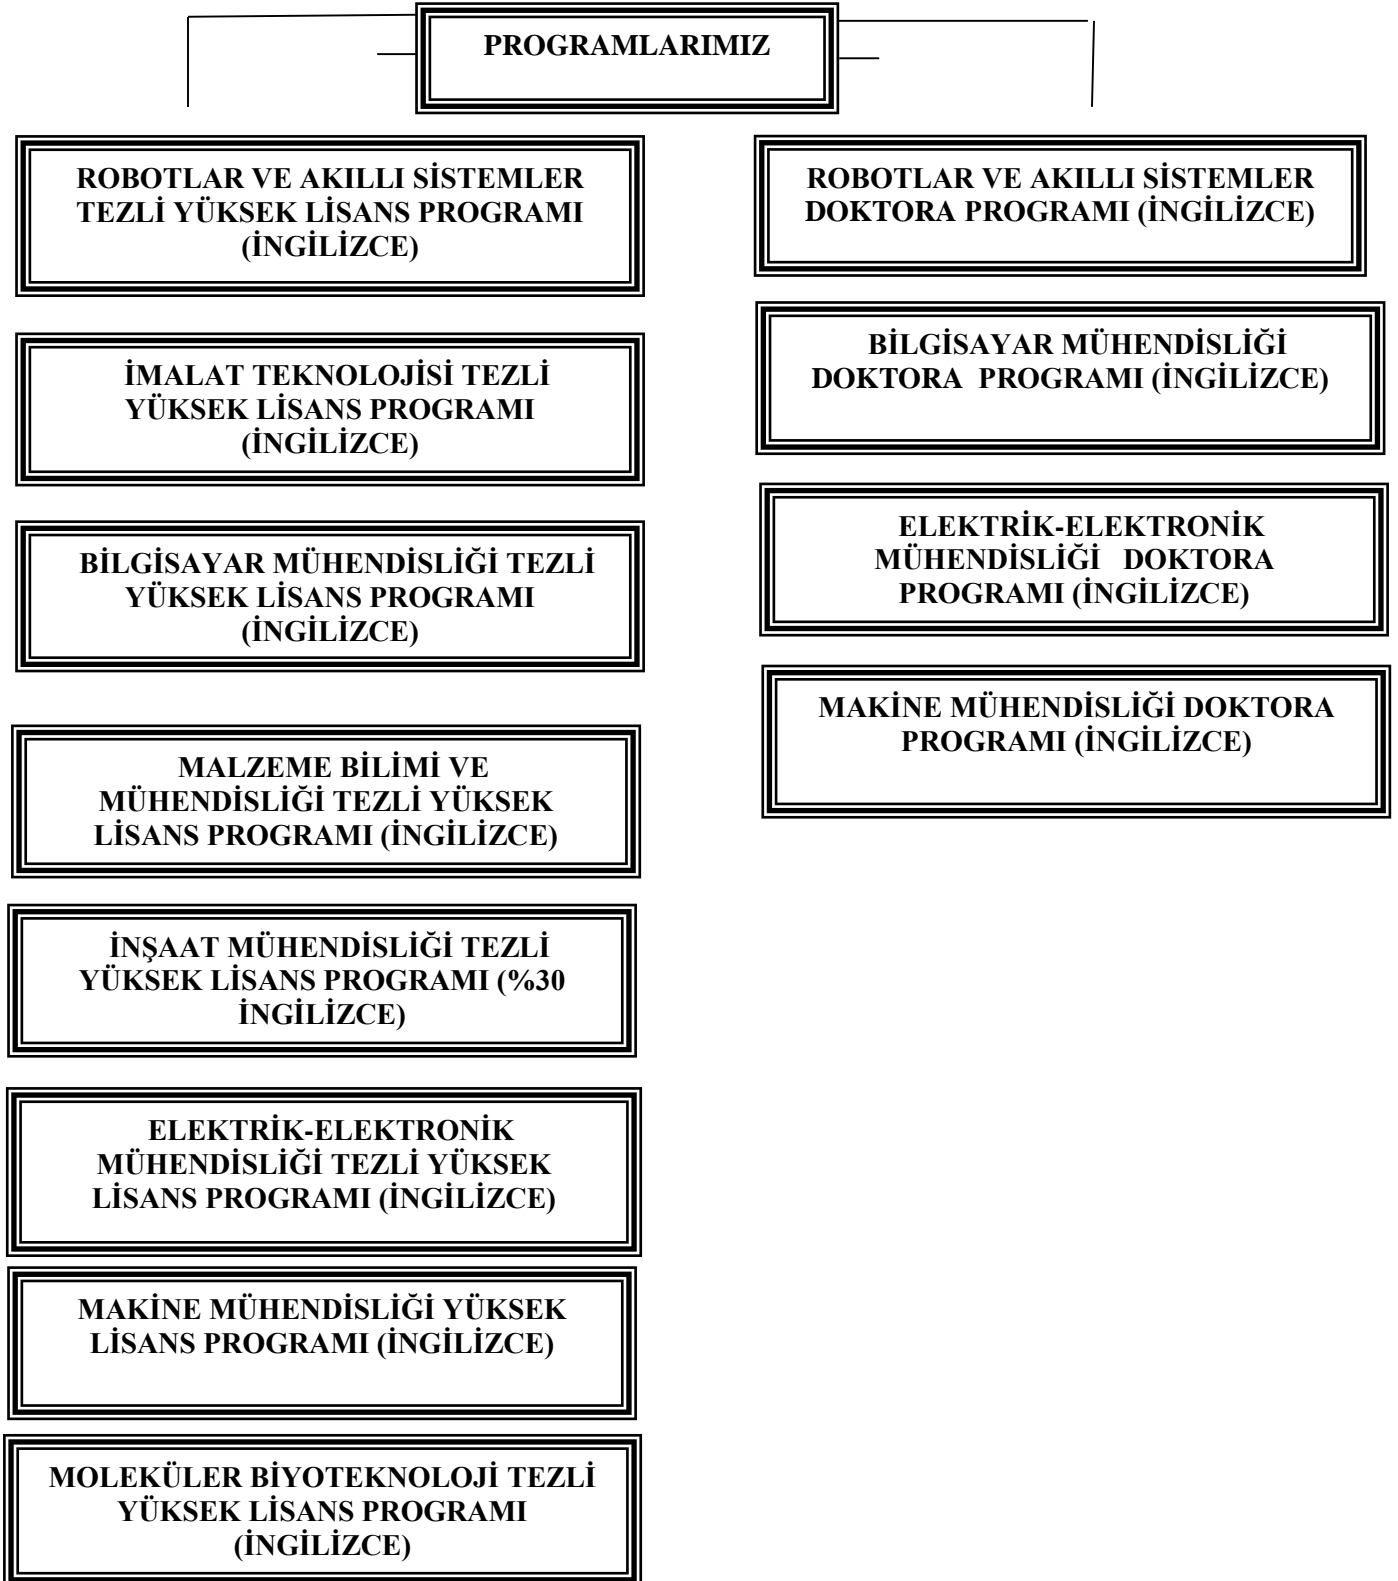 PROGRAMLARIMIZ
ROBOTLAR VE AKILLI SİSTEMLER
TEZLİ YÜKSEK LİSANS PROGRAMI
(İNGİLİZCE)
İMALAT TEKNOLOJİSİ TEZLİ
YÜKSEK LİSANS PROGRAMI
(İNGİLİZCE)
BİLGİSAYAR MÜHENDİSLİĞİ TEZLİ
YÜKSEK LİSANS PROGRAMI
(İNGİLİZCE)
MALZEME BİLİMİ VE
MÜHENDİSLİĞİ TEZLİ YÜKSEK
LİSANS PROGRAMI (İNGİLİZCE)
İNŞAAT MÜHENDİSLİĞİ TEZLİ
YÜKSEK LİSANS PROGRAMI (%30
İNGİLİZCE)
ELEKTRİK-ELEKTRONİK
MÜHENDİSLİĞİ TEZLİ YÜKSEK
LİSANS PROGRAMI (İNGİLİZCE)
MAKİNE MÜHENDİSLİĞİ YÜKSEK
LİSANS PROGRAMI (İNGİLİZCE)
MOLEKÜLER BİYOTEKNOLOJİ TEZLİ
YÜKSEK LİSANS PROGRAMI
(İNGİLİZCE)
ROBOTLAR VE AKILLI SİSTEMLER
DOKTORA PROGRAMI (İNGİLİZCE)
BİLGİSAYAR MÜHENDİSLİĞİ
DOKTORA PROGRAMI (İNGİLİZCE)
ELEKTRİK-ELEKTRONİK
MÜHENDİSLİĞİ DOKTORA
PROGRAMI (İNGİLİZCE)
MAKİNE MÜHENDİSLİĞİ DOKTORA
PROGRAMI (İNGİLİZCE)